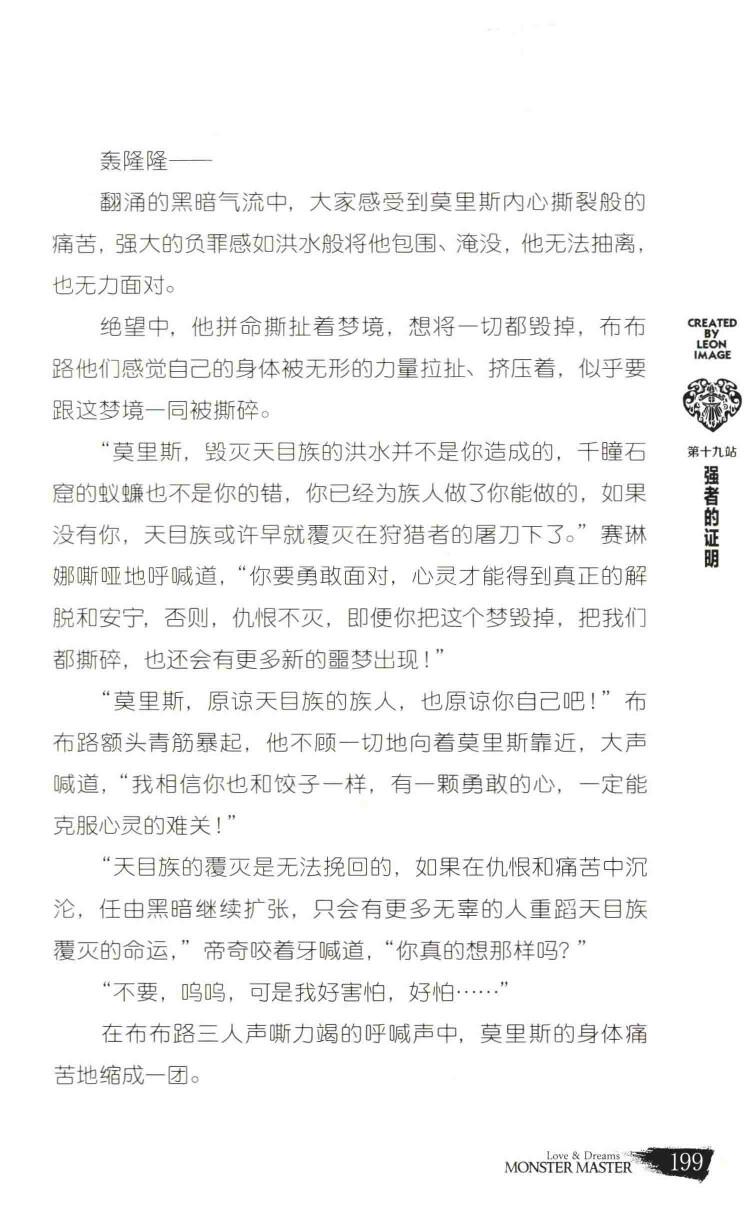 轰隆隆——
翻涌的黑暗气流中，大家感受到莫里斯内心撕裂般的
痛苦，强大的负罪感如洪水般将他包围、淹没，他无法抽离，
也无力面对。
绝望中，他拼命撕扯着梦境，想将一切都毁掉，布布
路他们感觉自己的身体被无形的力量拉扯、挤压着，似乎要
跟这梦境一同被撕碎。
“莫里斯，毁灭天目族的洪水并不是你造成的，千瞳石
窟的蚁蠊也不是你的错，你已经为族人做了你能做的，如果
没有你，天目族或许早就覆灭在狩猎者的屠刀下了。”赛琳
娜嘶哑地呼喊道，“你要勇敢面对，心灵才能得到真正的解
脱和安宁，否则，仇恨不灭，即便你把这个梦毁掉，把我们
都撕碎，也还会有更多新的噩梦出现！”
“莫里斯，原谅天目族的族人，也原谅你自己吧！”布
布路额头青筋暴起，他不顾一切地向着莫里斯靠近，大声
喊道，“我相信你也和饺子一样，有一颗勇敢的心，一定能
克服心灵的难关！”
“天目族的覆灭是无法挽回的，如果在仇恨和痛苦中沉
沦，任由黑暗继续扩张，只会有更多无辜的人重蹈天目族
覆灭的命运，”帝奇咬着牙喊道，“你真的想那样吗？”
“不要，呜呜，可是我好害怕，好怕……”
在布布路三人声嘶力竭的呼喊声中，莫里斯的身体痛
苦地缩成一团。
CREATED
BY
LEON
IMAGE
第十九站
强者的证明
Love & Dreams
MONSTER MASTER
199